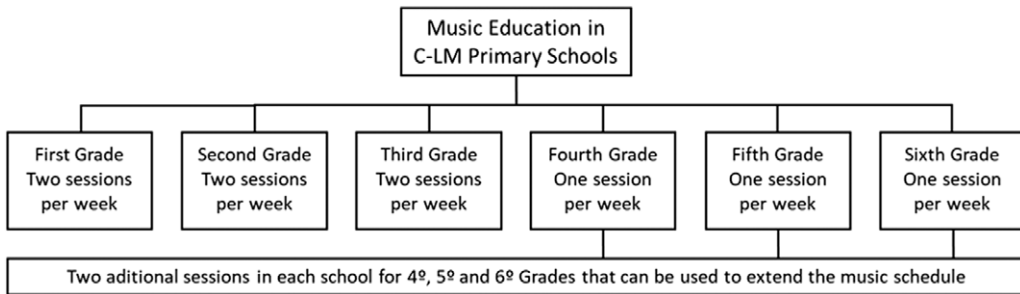 Music Education in
C-LM Primary Schools
First Grade
Two sessions
per week
Second Grade
Two sessions
per week
Third Grade
Two sessions
per week
Fourth Grade
One session
per week
Fifth Grade
One session
per week
Sixth Grade
One session
per week
Two aditional sessions in each school for 4º, 5º and 6º Grades that can be used to extend the music schedule